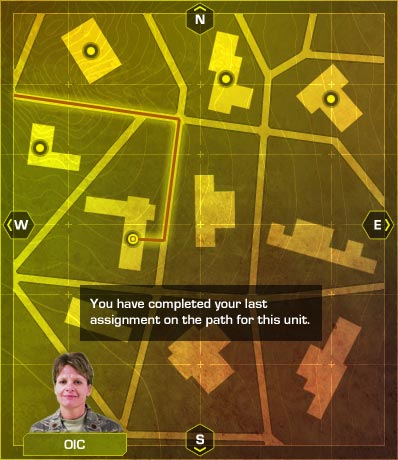 N
W
E
You have completed your last
assignment on the path for this unit.
OIC
S